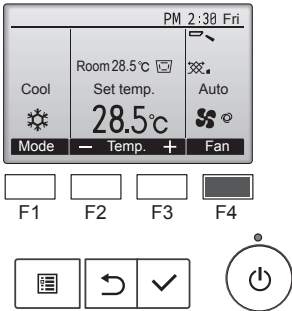 PM 2:30 Fri
Room 28.5℃
Cool Set temp. Auto
28.5℃
Mode − Temp. + Fan
F1 F2 F3 F4